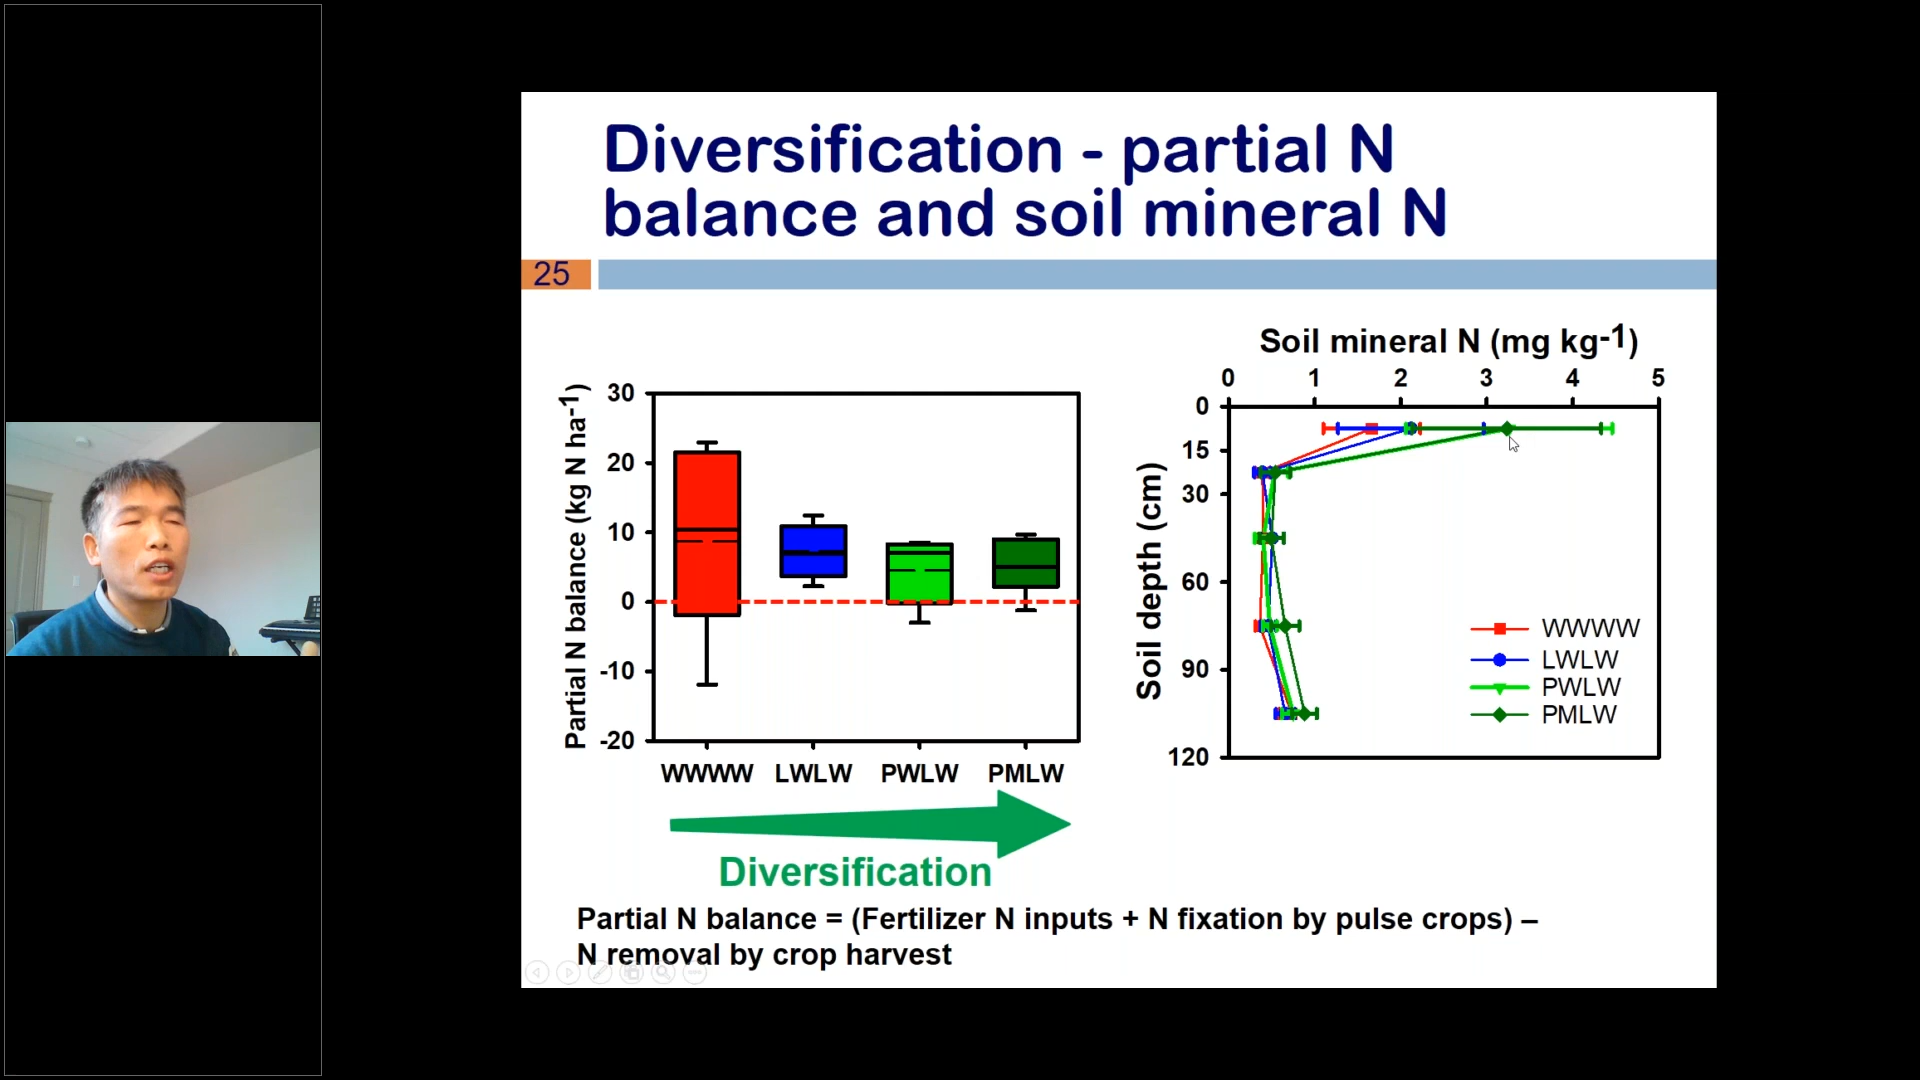 Diversification - partial N
balance and soil mineral N
25
Partial N balance (kg N ha-1)
30
20
10
0
-10
-20
WWWW LWLW PWLW PMLW
Diversification
Soil mineral N (mg kg-1)
0 1 2 3 4 5
Soil depth (cm)
0
15
30
60
90
120
WWWW
LWLW
PWLW
PMLW
Partial N balance = (Fertilizer N inputs + N fixation by pulse crops) –
N removal by crop harvest